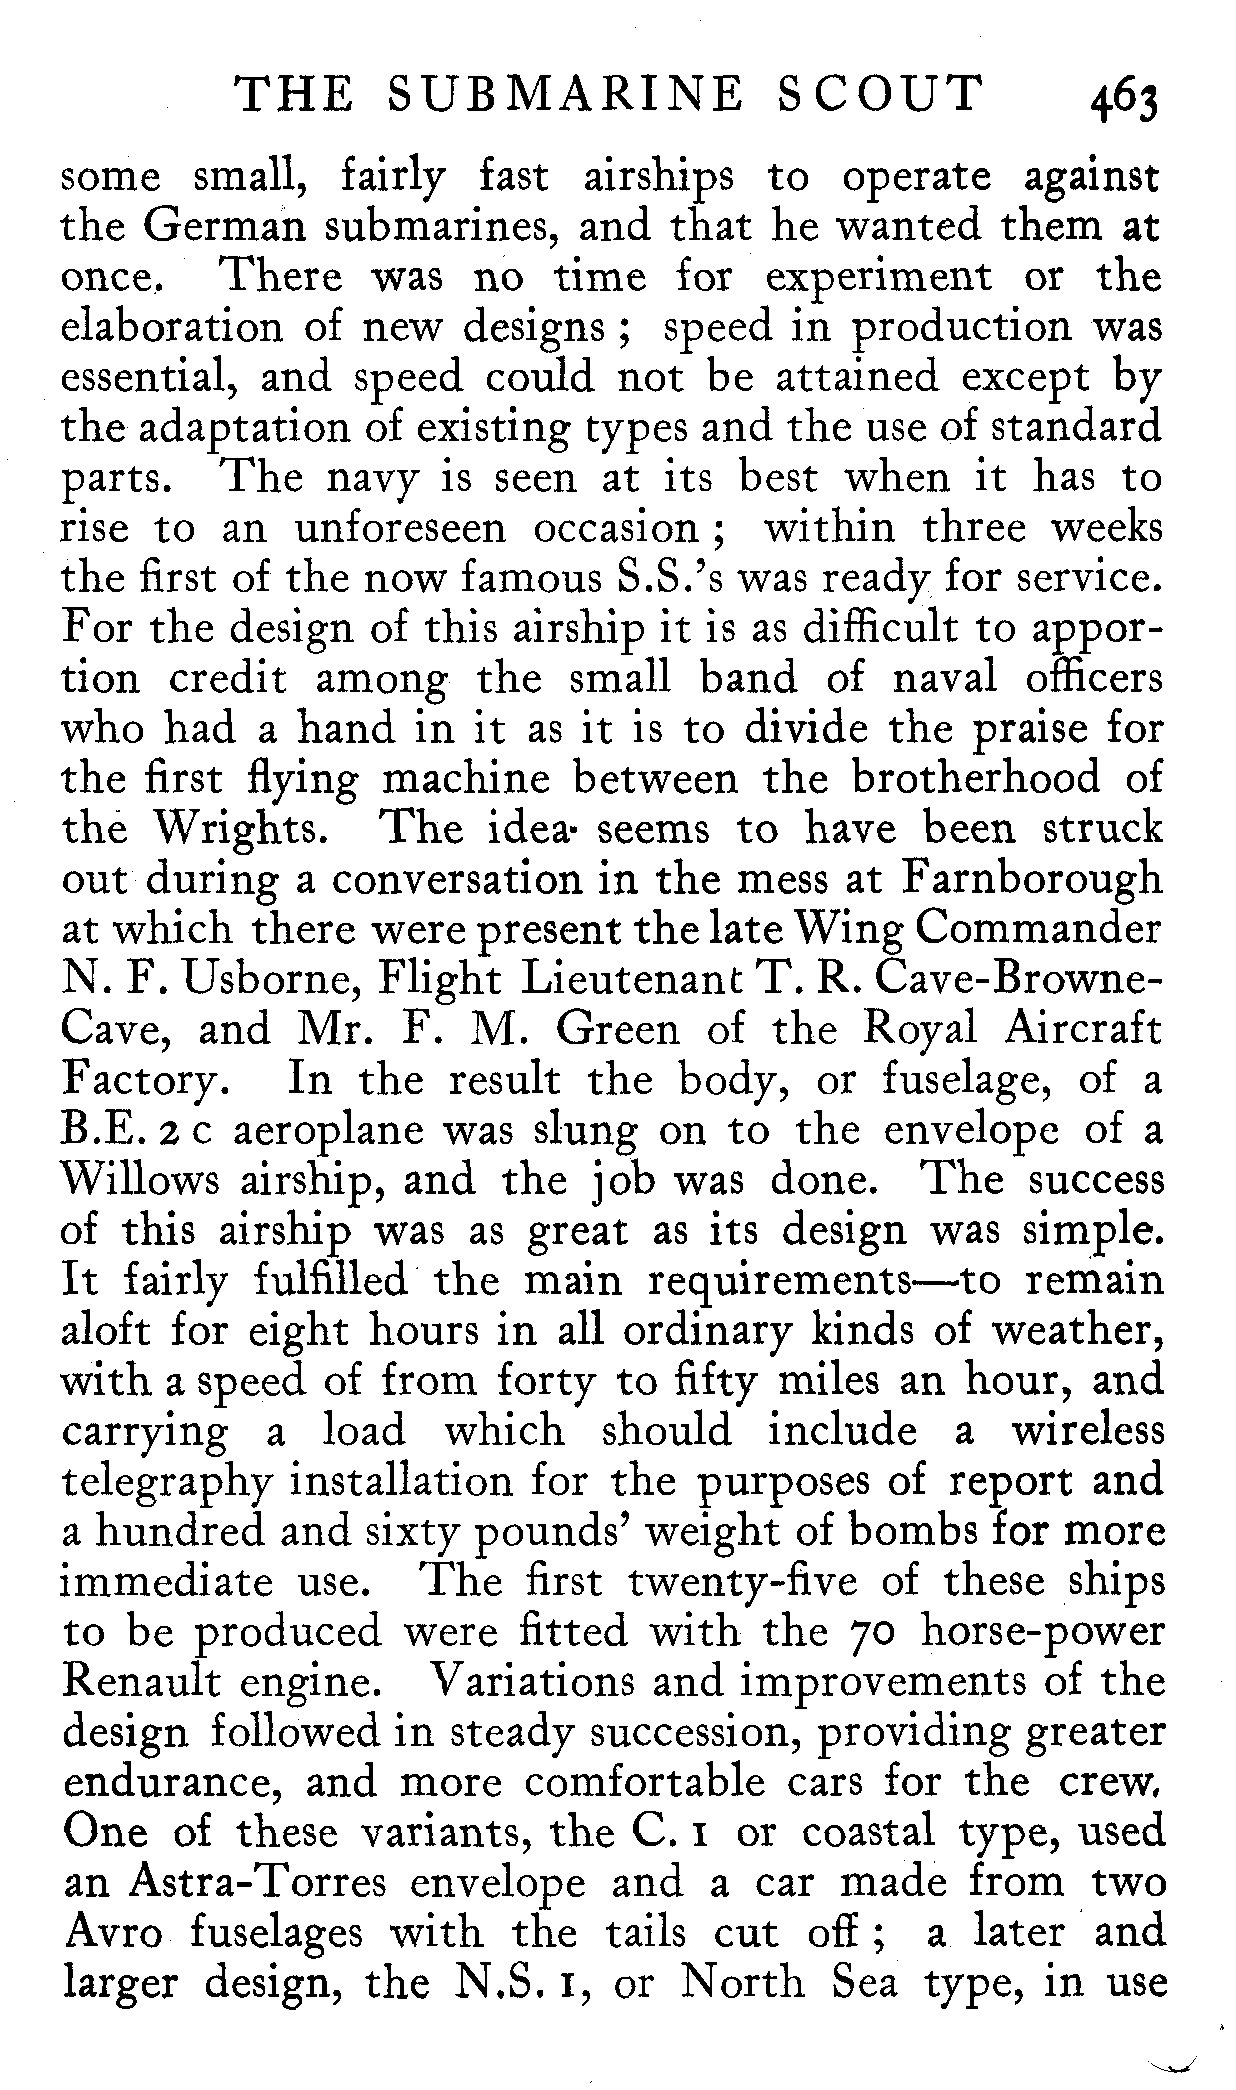 THE SUBMARINE SCOUT 463
some small, fairly fast airships to operate against
the German submarines, and that he wanted them at
once. There was no time for experiment or the
elaboration of new designs ; speed in production was
essential, and speed could not be attained except by
the adaptation of existing types and the use of standard
parts. The navy is seen at its best when it has to
rise to an unforeseen occasion ; within three weeks
the first of the now famous S.S.'s was ready for service.
For the design of this airship it is as difficult to appor-
tion credit among the small band of naval officers
who had a hand in it as it is to divide the praise for
the first flying machine between the brotherhood of
the Wrights. The idea seems to have been struck
out during a conversation in the mess at Farnborough
at which there were present the late Wing Commander
N. F. Usborne, Flight Lieutenant T. R. Cave-Browne-
Cave, and Mr. F. M. Green of the Royal Aircraft
Factory. In the result the body, or fuselage, of a
B.E. 2 c aeroplane was slung on to the envelope of a
Willows airship, and the job was done. The success
of this airship was as great as its design was simple.
It fairly fulfilled the main requirements—to remain
aloft for eight hours in all ordinary kinds of weather,
with a speed of from forty to fifty miles an hour, and
carrying a load which should include a wireless
telegraphy installation for the purposes of report and
a hundred and sixty pounds' weight of bombs for more
immediate use. The first twenty-five of these ships
to be produced were fitted with the 70 horse-power
Renault engine. Variations and improvements of the
design followed in steady succession, providing greater
endurance, and more comfortable cars for the crew.
One of these variants, the C. 1 or coastal type, used
an Astra-Torres envelope and a car made from two
Avro fuselages with the tails cut off ; a later and
larger design, the N.S. 1, or North Sea type, in use